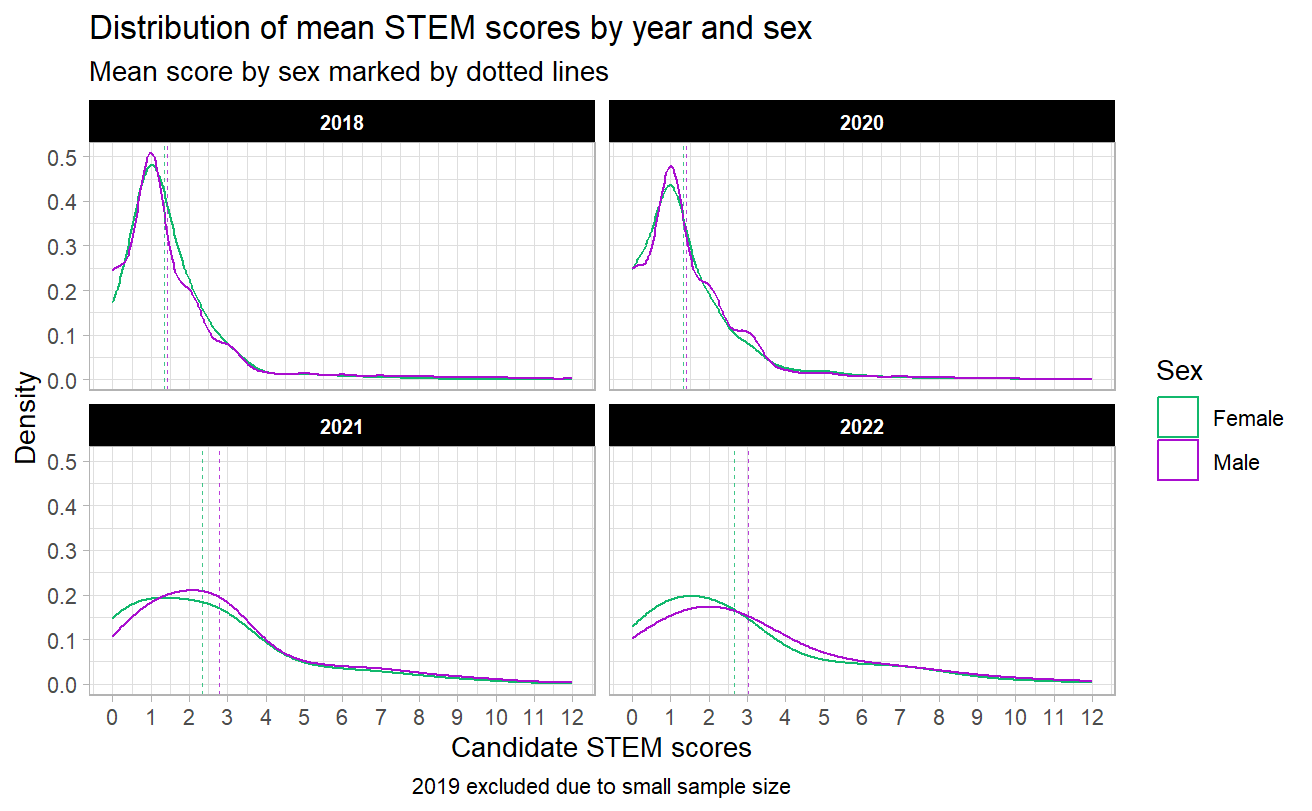 Distribution of mean STEM scores by year and sex
Mean score by sex marked by dotted lines
2018
2020
0.5
0.4
0.3
0.2
0.1
0.0
2021
2022
0.5
0.4
0.3
0.2
0.1
0.0
Density
0 1 2 3 4 5 6 7 8 9 10 11 12
0 1 2 3 4 5 6 7 8 9 10 11 12
Candidate STEM scores
2019 excluded due to small sample size
Sex
Female
Male